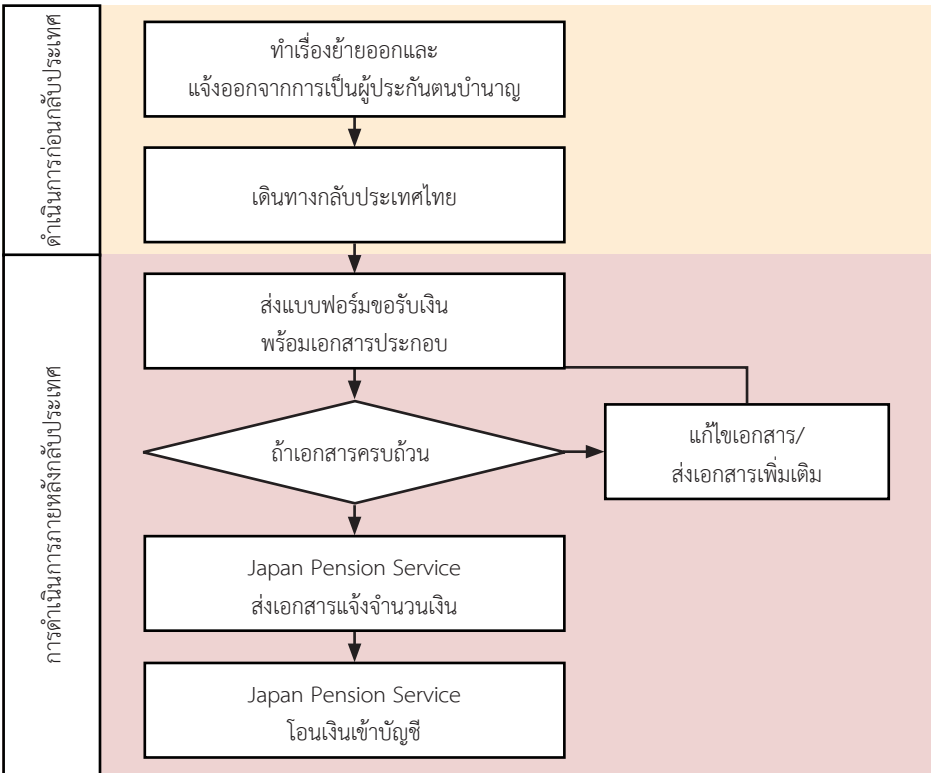 ดำเนินการก่อนกลับประเทศ
ทำเรื่องย้ายออกและ
แจ้งออกจากการเป็นผู้ประกันตนบำนาญ
เดินทางกลับประเทศไทย
การดำเนินการภายหลังกลับประเทศ
ส่งแบบฟอร์มขอรับเงิน
พร้อมเอกสารประกอบ
ถ้าเอกสารครบถ้วน
แก้ไขเอกสาร/
ส่งเอกสารเพิ่มเติม
Japan Pension Service
ส่งเอกสารแจ้งจำนวนเงิน
Japan Pension Service
โอนเงินเข้าบัญชี